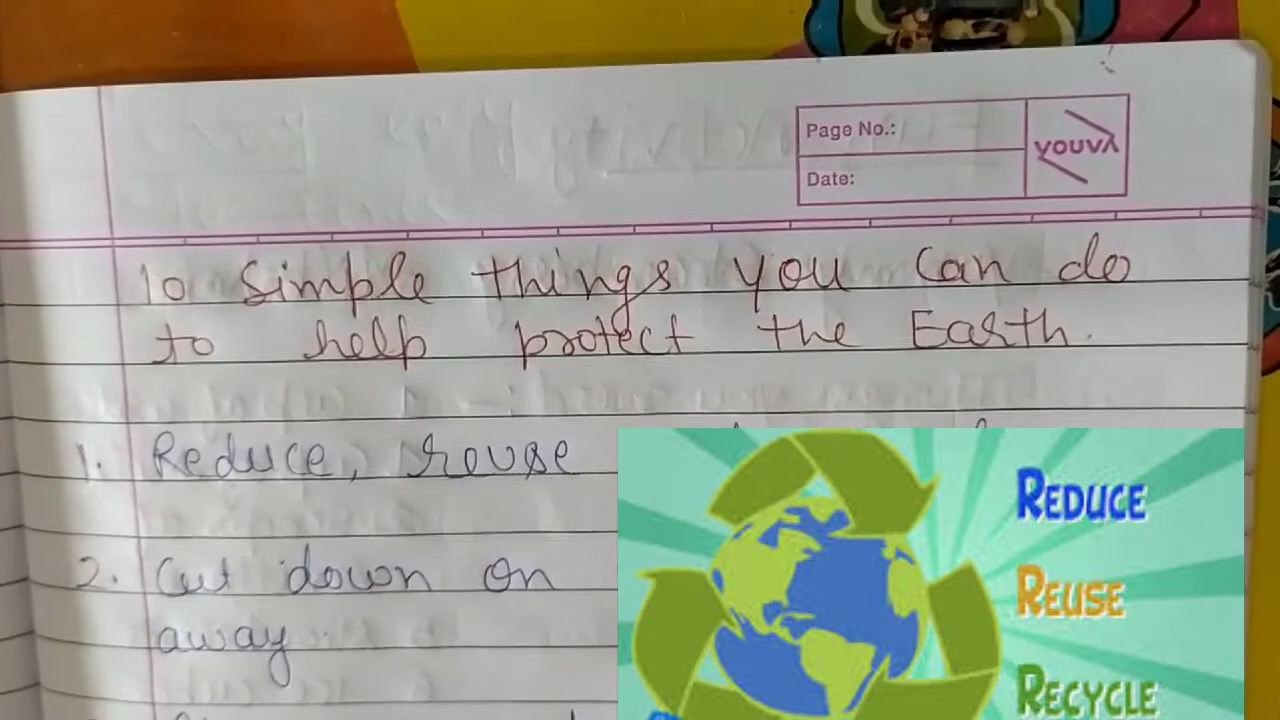 Page No.:
Date:
YOUVA
10 Simple things you can do
to help protect the Earth.
1. Reduce, reuse
2. Cut down on
away
REDUCE
REUSE
RECYCLE